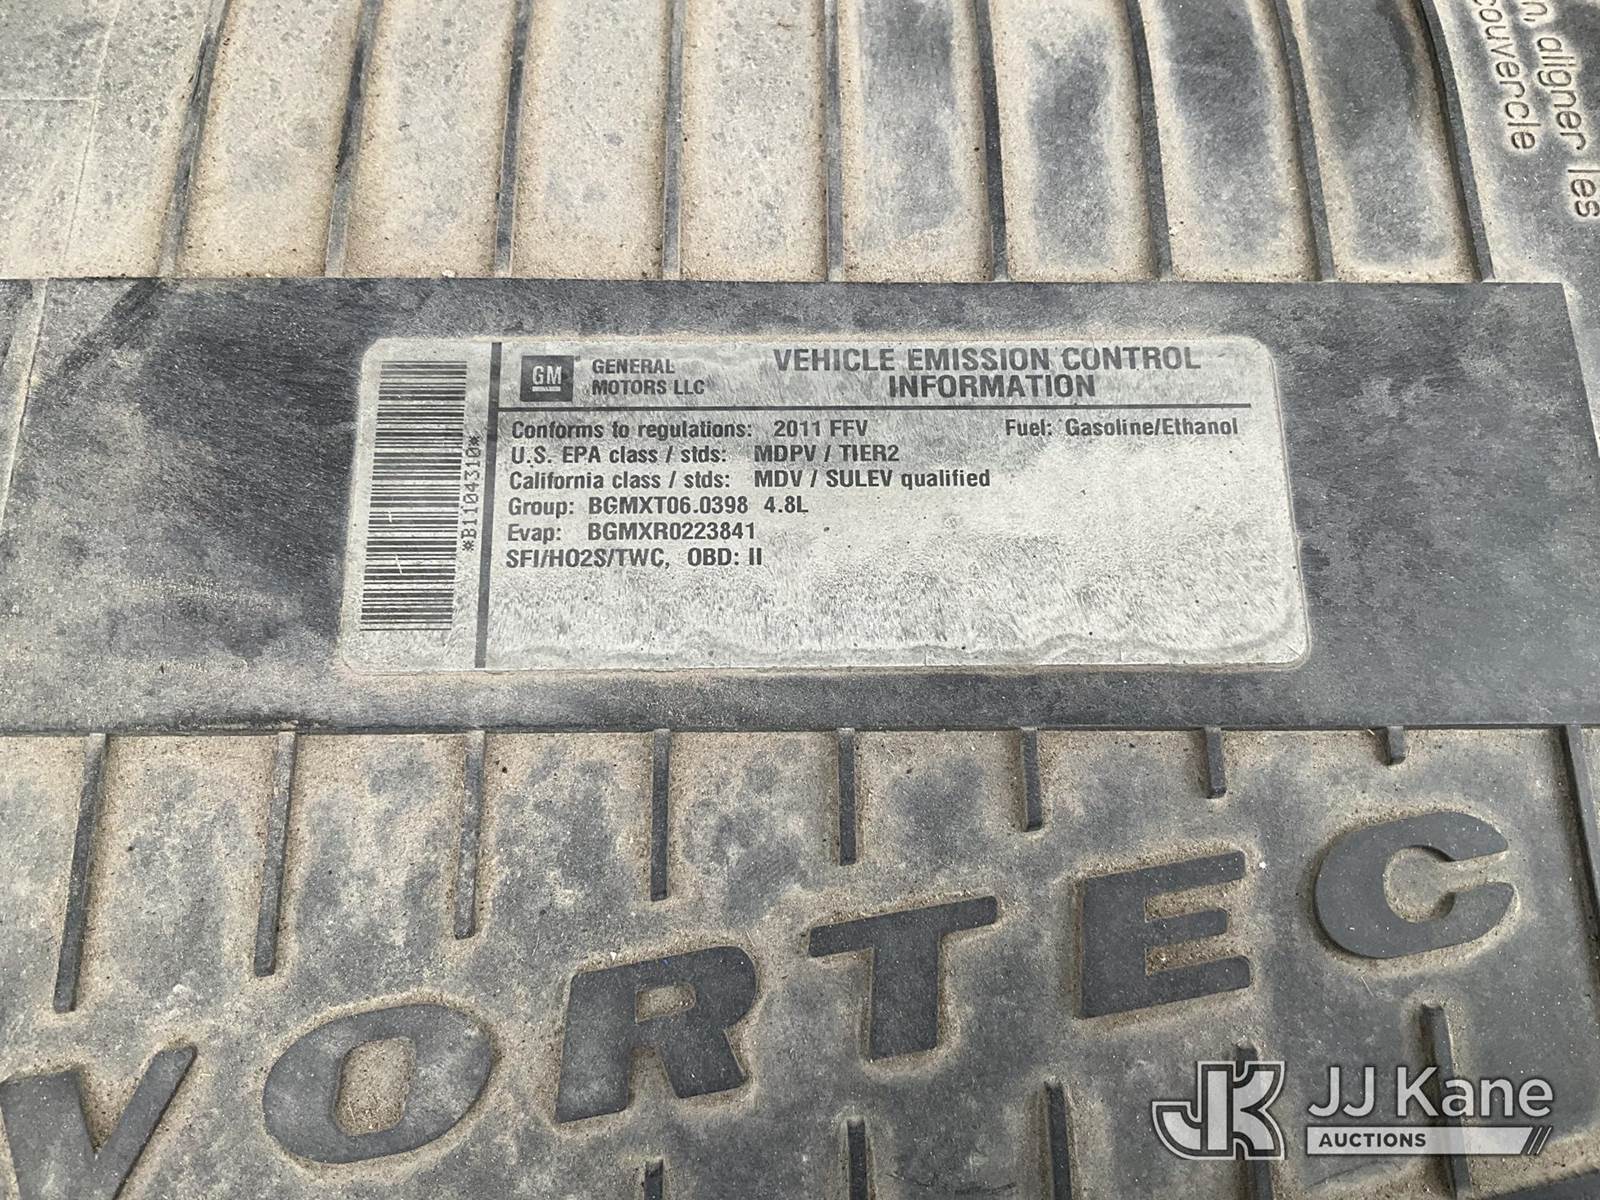 n, aligner les
couvercle
GM GENERAL
MOTORS LLC
VEHICLE EMISSION CONTROL
INFORMATION
Conforms to regulations: 2011 FFV Fuel: Gasoline/Ethanol
U.S. EPA class / stds: MDPV / TIER2
California class / stds: MDV / SULEV qualified
Group: BGMXT06.0398 4.8L
Evap: BGMXR0223841
SFI/HO2S/TWC, OBD: II
*B1104310*
VORTEC
JK JJ Kane
AUCTIONS